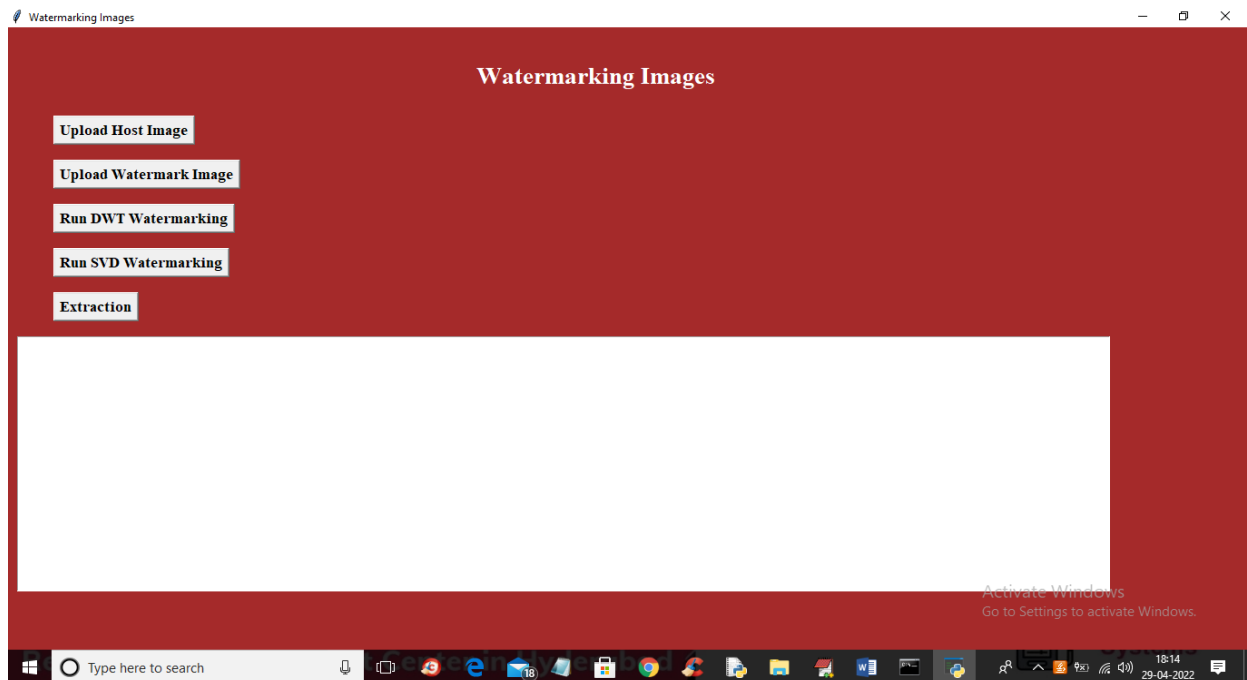 Watermarking Images
Watermarking Images
Upload Host Image
Upload Watermark Image
Run DWT Watermarking
Run SVD Watermarking
Extraction
Activate Windows
Go to Settings to activate Windows.
Type here to search
18
18:14
29-04-2022